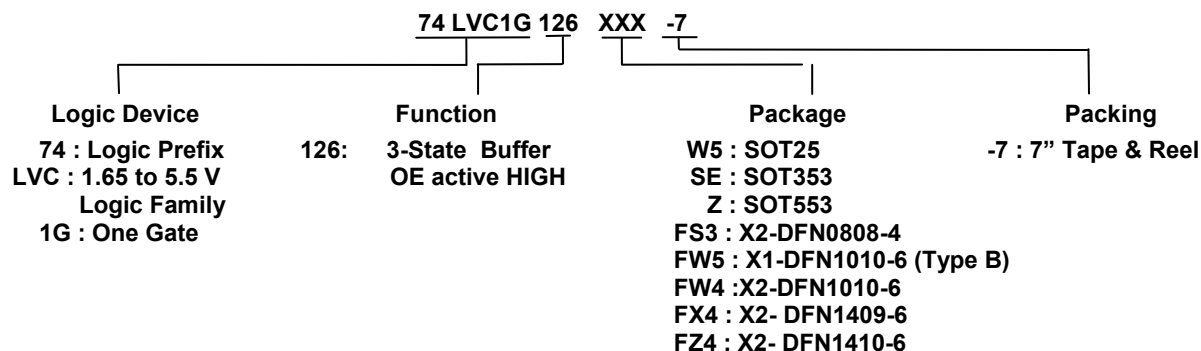 74 LVC1G 126 XXX -7
Logic Device
74 : Logic Prefix
LVC : 1.65 to 5.5 V
Logic Family
1G : One Gate
Function
126: 3-State Buffer
OE active HIGH
Package
W5 : SOT25
SE : SOT353
Z : SOT553
FS3 : X2-DFN0808-4
FW5 : X1-DFN1010-6 (Type B)
FW4 :X2-DFN1010-6
FX4 : X2- DFN1409-6
FZ4 : X2- DFN1410-6
Packing
-7 : 7” Tape & Reel